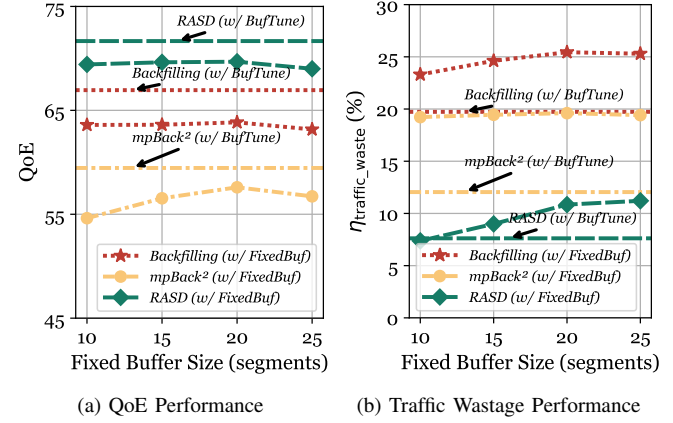 75
65
55
45
QoE
RASD (w/ BufTune)
Backfilling (w/ BufTune)
mpBack² (w/ BufTune)
Backfilling (w/ FixedBuf)
mpBack² (w/ FixedBuf)
RASD (w/ FixedBuf)
10 15 20 25
Fixed Buffer Size (segments)
(a) QoE Performance
30
25
20
15
10
5
0
η traffic_waste (%)
Backfilling (w/ BufTune)
mpBack² (w/ BufTune)
RASD (w/ BufTune)
Backfilling (w/ FixedBuf)
mpBack² (w/ FixedBuf)
RASD (w/ FixedBuf)
10 15 20 25
Fixed Buffer Size (segments)
(b) Traffic Wastage Performance